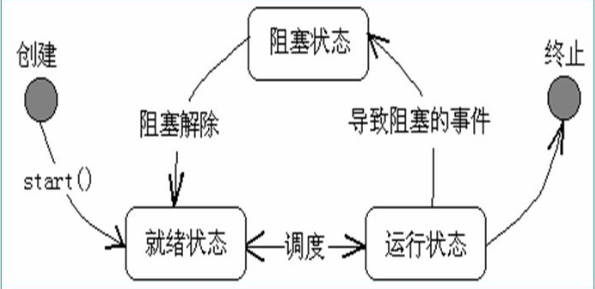 阻塞状态
创建
终止
阻塞解除
导致阻塞的事件
start()
就绪状态
调度
运行状态